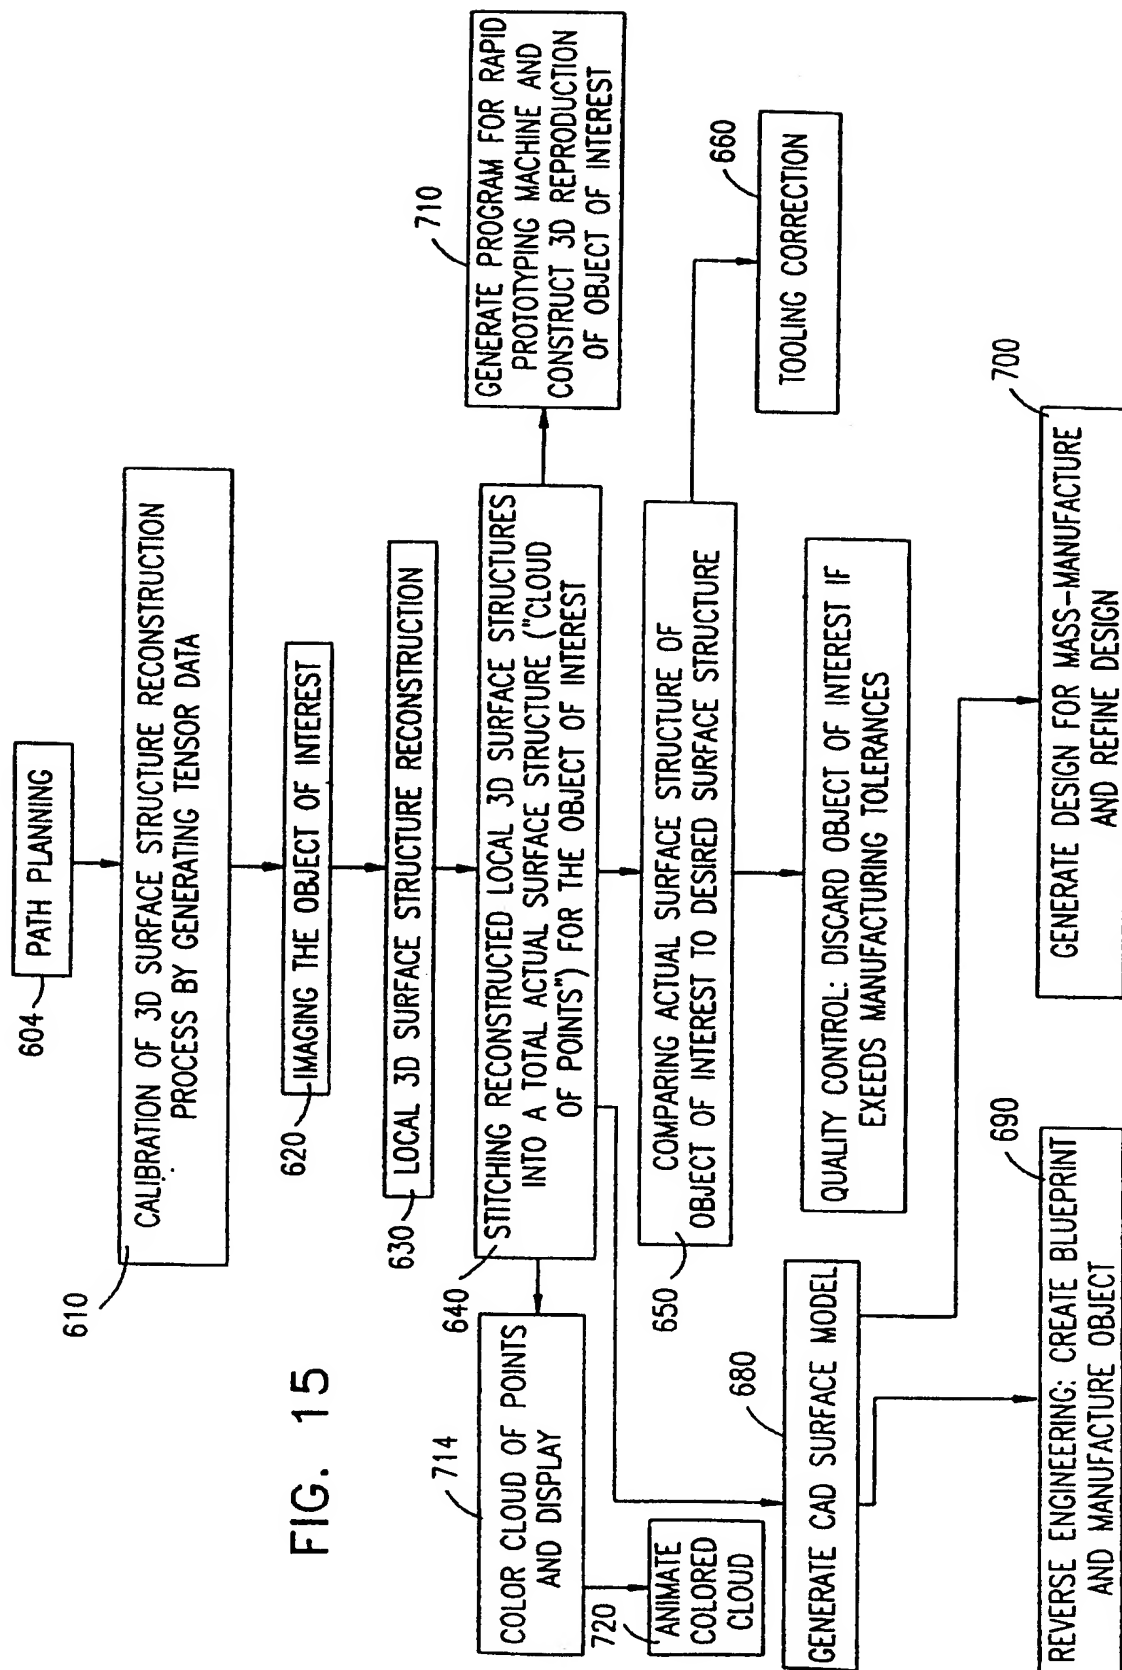 FIG. 15
604
PATH PLANNING
610
CALIBRATION OF 3D SURFACE STRUCTURE RECONSTRUCTION
PROCESS BY GENERATING TENSOR DATA
620
IMAGING THE OBJECT OF INTEREST
630
LOCAL 3D SURFACE STRUCTURE RECONSTRUCTION
640
STITCHING RECONSTRUCTED LOCAL 3D SURFACE STRUCTURES
INTO A TOTAL ACTUAL SURFACE STRUCTURE ("CLOUD
OF POINTS") FOR THE OBJECT OF INTEREST
710
GENERATE PROGRAM FOR RAPID
PROTOTYPING MACHINE AND
CONSTRUCT 3D REPRODUCTION
OF OBJECT OF INTEREST
714
COLOR CLOUD OF POINTS
AND DISPLAY
720
ANIMATE
COLORED
CLOUD
650
COMPARING ACTUAL SURFACE STRUCTURE OF
OBJECT OF INTEREST TO DESIRED SURFACE STRUCTURE
660
TOOLING CORRECTION
QUALITY CONTROL: DISCARD OBJECT OF INTEREST IF
EXEEDS MANUFACTURING TOLERANCES
680
GENERATE CAD SURFACE MODEL
690
REVERSE ENGINEERING: CREATE BLUEPRINT
AND MANUFACTURE OBJECT
700
GENERATE DESIGN FOR MASS-MANUFACTURE
AND REFINE DESIGN